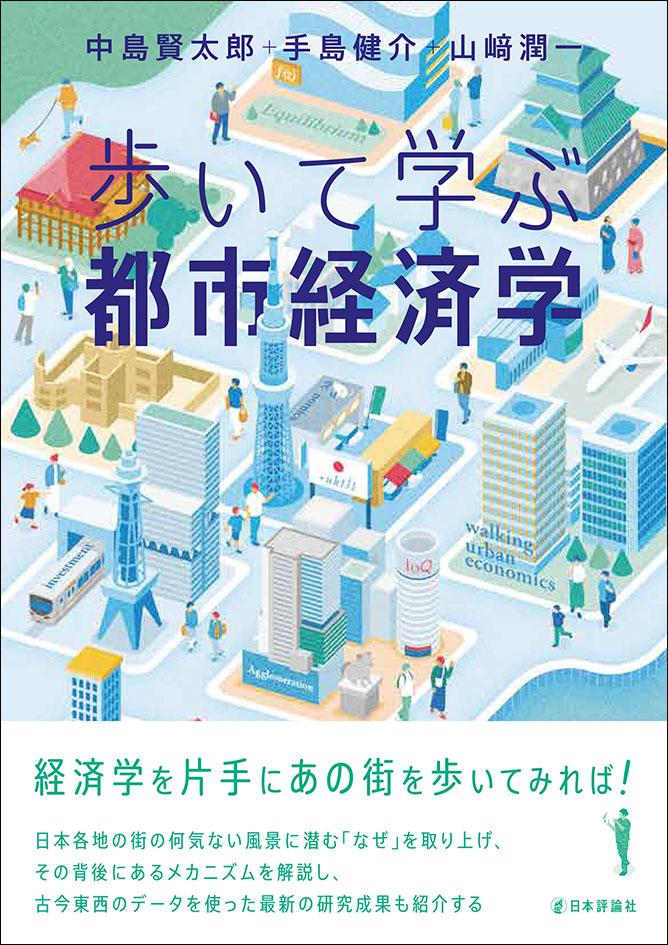 中島賢太郎+手島健介+山﨑潤一
Equilibrium
歩いて学ぶ
都市経済学
nomics
walking
urban
economics
investment
Agglomeration
経済学を片手にあの街を歩いてみれば!
日本各地の街の何気ない風景に潜む「なぜ」を取り上げ、
その背後にあるメカニズムを解説し、
古今東西のデータを使った最新の研究成果も紹介する
日本評論社